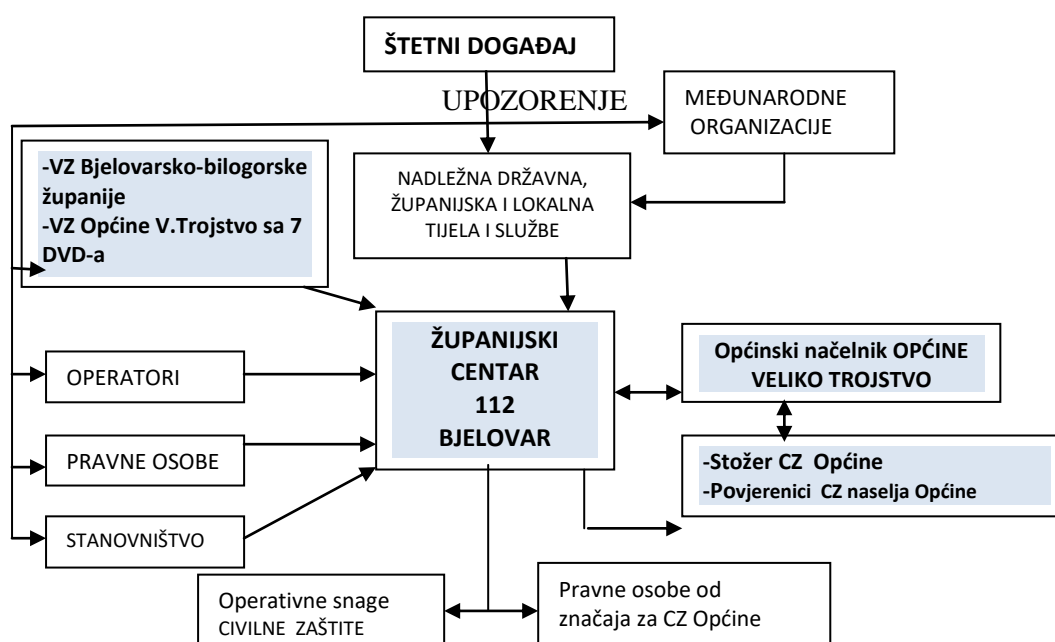 ŠTETNI DOGAĐAJ
UPOZORENJE
MEĐUNARODNE
ORGANIZACIJE
-VZ Bjelovarsko-bilogorske
županije
-VZ Općine V.Trojstvo sa 7
DVD-a
NADLEŽNA DRŽAVNA,
ŽUPANIJSKA I LOKALNA
TIJELA I SLUŽBE
ŽUPANIJSKI
CENTAR
112
BJELOVAR
Općinski načelnik OPĆINE
VELIKO TROJSTVO
OPERATORI
PRAVNE OSOBE
-Stožer CZ Općine
-Povjerenici CZ naselja Općine
STANOVNIŠTVO
Operativne snage
CIVILNE ZAŠTITE
Pravne osobe od
značaja za CZ Općine